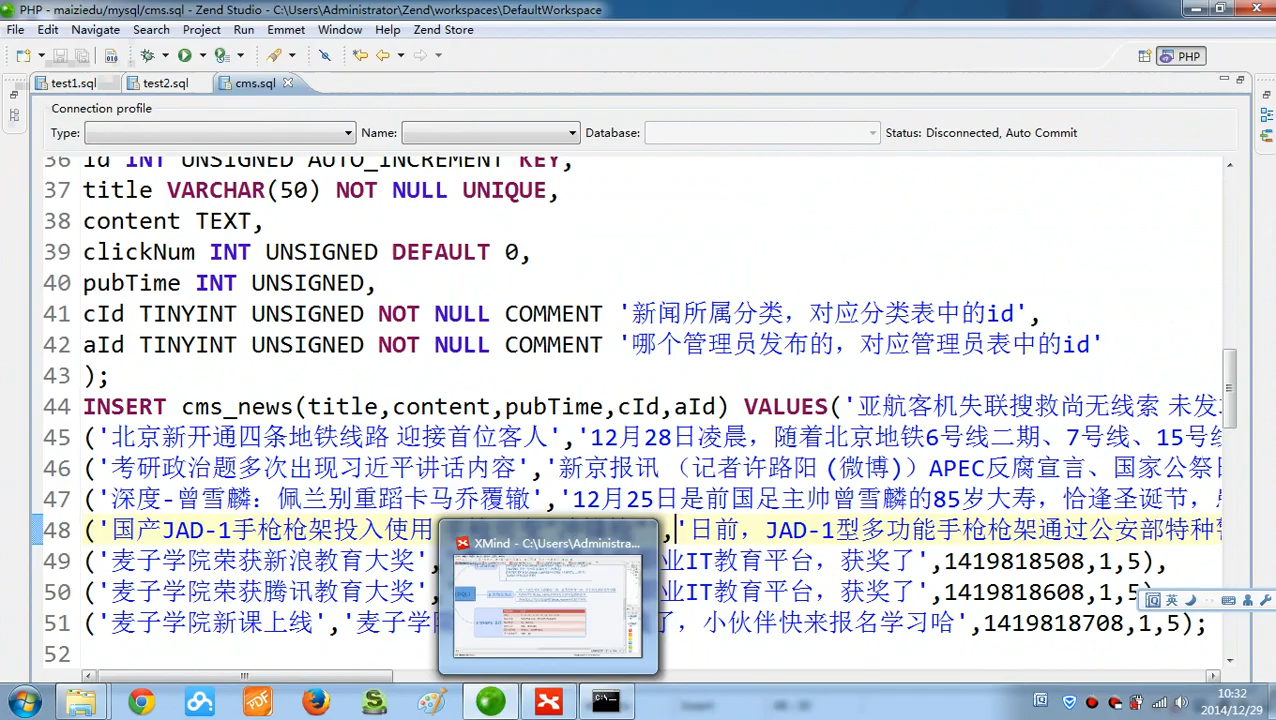 PHP - maiziedu/mysql/cms.sql - Zend Studio - C:\Users\Administrator\Zend\workspaces\DefaultWorkspace
File Edit Navigate Search Project Run Emmet Window Help Zend Store
PHP
test1.sql test2.sql cms.sql
Connection profile
Type: Name: Database: Status: Disconnected, Auto Commit
36 id INT UNSIGNED AUTO_INCREMENT KEY,
37 title VARCHAR(50) NOT NULL UNIQUE,
38 content TEXT,
39 clickNum INT UNSIGNED DEFAULT 0,
40 pubTime INT UNSIGNED,
41 cId TINYINT UNSIGNED NOT NULL COMMENT '新闻所属分类，对应分类表中的id',
42 aId TINYINT UNSIGNED NOT NULL COMMENT '哪个管理员发布的，对应管理员表中的id'
43 );
44 INSERT cms_news(title,content,pubTime,cId,aId) VALUES('亚航客机失联搜救尚无线索 未发
45 ('北京新开通四条地铁线路 迎接首位客人','12月28日凌晨，随着北京地铁6号线二期、7号线、15号线
46 ('考研政治题多次出现习近平讲话内容','新京报讯 （记者许路阳 (微博)）APEC反腐宣言、国家公祭
47 ('深度-曾雪麟：佩兰别重蹈卡马乔覆辙','12月25日是前国足主帅曾雪麟的85岁大寿，恰逢圣诞节，
48 ('国产JAD-1手枪枪架投入使用 ,'日前，JAD-1型多功能手枪枪架通过公安部特种
49 ('麦子学院荣获新浪教育大奖', 业IT教育平台，获奖了',1419818508,1,5),
50 ('麦子学院荣获腾讯教育大奖', 业IT教育平台，获奖了',1419818608,1,5
51 ('麦子学院新课上线','麦子学 了，小伙伴快来报名学习哈',1419818708,1,5);
52
XMind - C:\Users\Administra...
英
10:32
2014/12/29